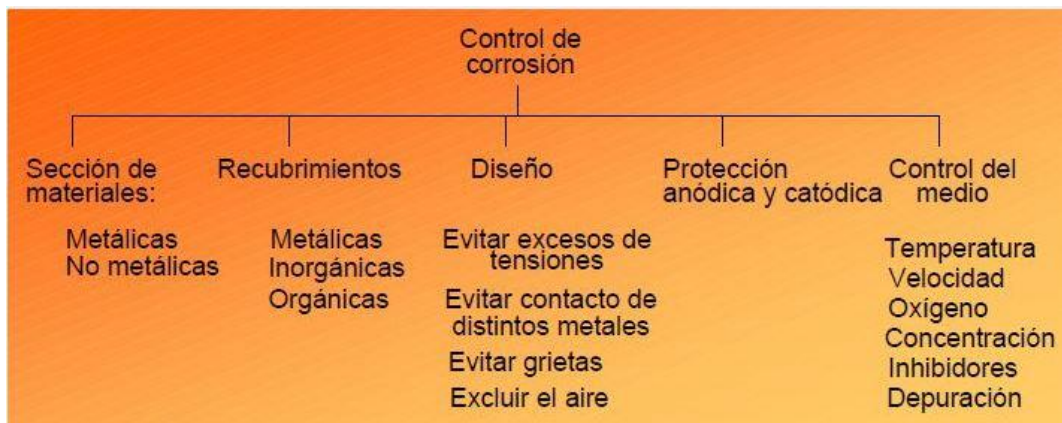 Control de
corrosión
Sección de
materiales:
Metálicas
No metálicas
Recubrimientos
Metálicas
Inorgánicas
Orgánicas
Diseño
Evitar excesos de
tensiones
Evitar contacto de
distintos metales
Evitar grietas
Excluir el aire
Protección
anódica y catódica
Control del
medio
Temperatura
Velocidad
Oxígeno
Concentración
Inhibidores
Depuración